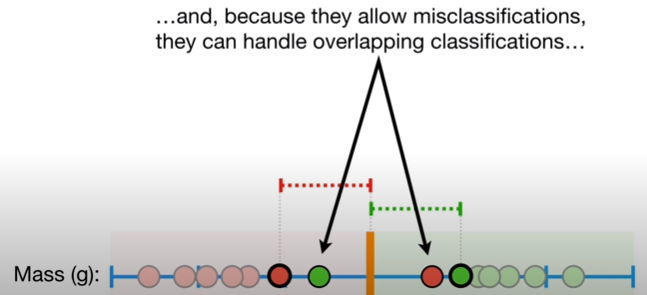 ...and, because they allow misclassifications,
they can handle overlapping classifications...
Mass (g):